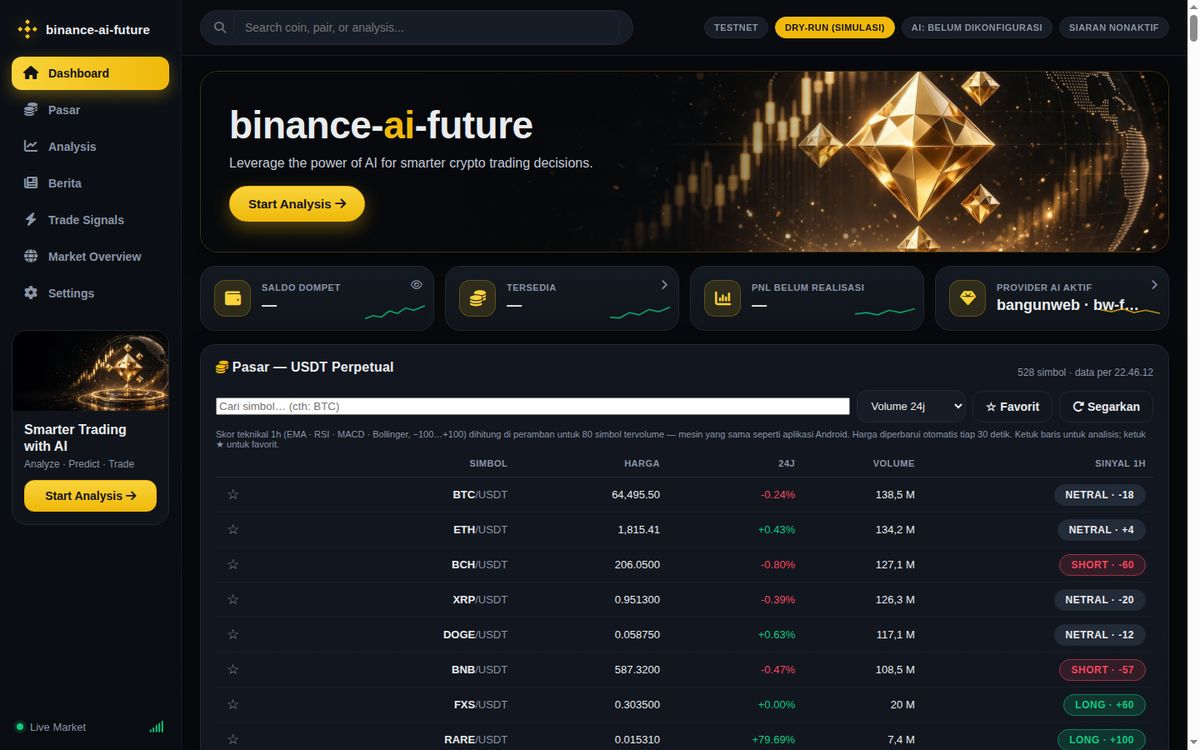 binance-ai-future
Search coin, pair, or analysis...
TESTNET
DRY-RUN (SIMULASI)
AI: BELUM DIKONFIGURASI
SIARAN NONAKTIF
Dashboard
Pasar
Analysis
Berita
Trade Signals
Market Overview
Settings
Smarter Trading
with AI
Analyze · Predict · Trade
Start Analysis →
Live Market
binance-ai-future
Leverage the power of AI for smarter crypto trading decisions.
Start Analysis →
SALDO DOMPET
—
TERSEDIA
—
PNL BELUM REALISASI
—
PROVIDER AI AKTIF
bangunweb · bw-f...
Pasar — USDT Perpetual
528 simbol · data per 22.46.12
Cari simbol… (cth: BTC)
Volume 24j
☆ Favorit
Segarkan
Skor teknikal 1h (EMA · RSI · MACD · Bollinger, −100…+100) dihitung di peramban untuk 80 simbol tervolume — mesin yang sama seperti aplikasi Android. Harga diperbarui otomatis tiap 30 detik. Ketuk baris untuk analisis; ketuk
★ untuk favorit.
SIMBOL HARGA 24J VOLUME SINYAL 1H
☆ BTC/USDT 64,495.50 -0.24% 138,5 M NETRAL · -18
☆ ETH/USDT 1,815.41 +0.43% 134,2 M NETRAL · +4
☆ BCH/USDT 206.0500 -0.80% 127,1 M SHORT · -60
☆ XRP/USDT 0.951300 -0.39% 126,3 M NETRAL · -20
☆ DOGE/USDT 0.058750 +0.63% 117,1 M NETRAL · -12
☆ BNB/USDT 587.3200 -0.47% 108,5 M SHORT · -57
☆ FXS/USDT 0.303500 +0.00% 20 M LONG · +60
☆ RARE/USDT 0.015310 +79.69% 7,4 M LONG · +100